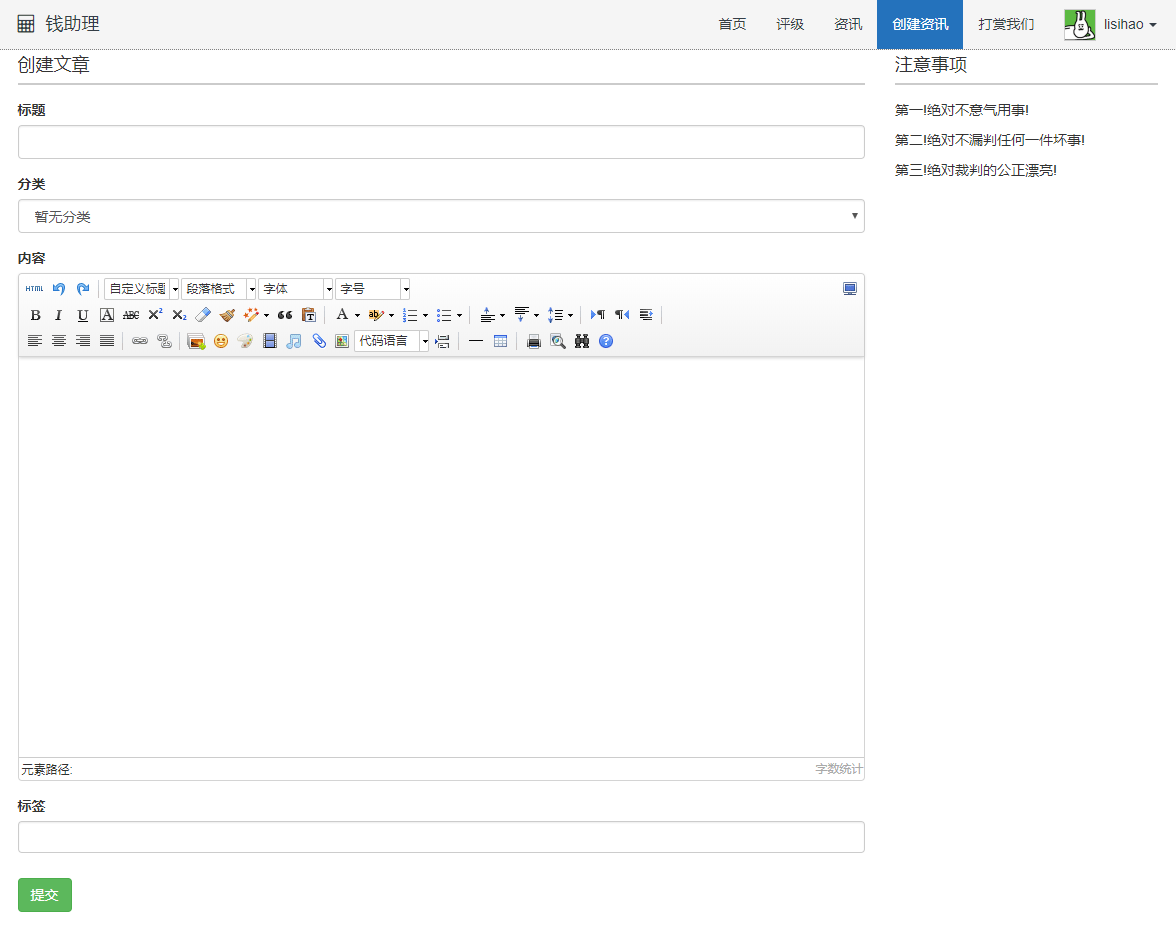 钱助理
首页 评级 资讯 创建资讯 打赏我们 lisihao
创建文章
标题
分类
暂无分类
内容
HTML 自定义标题 段落格式 字体 字号
B I U A ABC X² X₂ A ab
代码语言
元素路径: 字数统计
标签
提交
注意事项
第一!绝对不意气用事!
第二!绝对不漏判任何一件坏事!
第三!绝对裁判的公正漂亮!